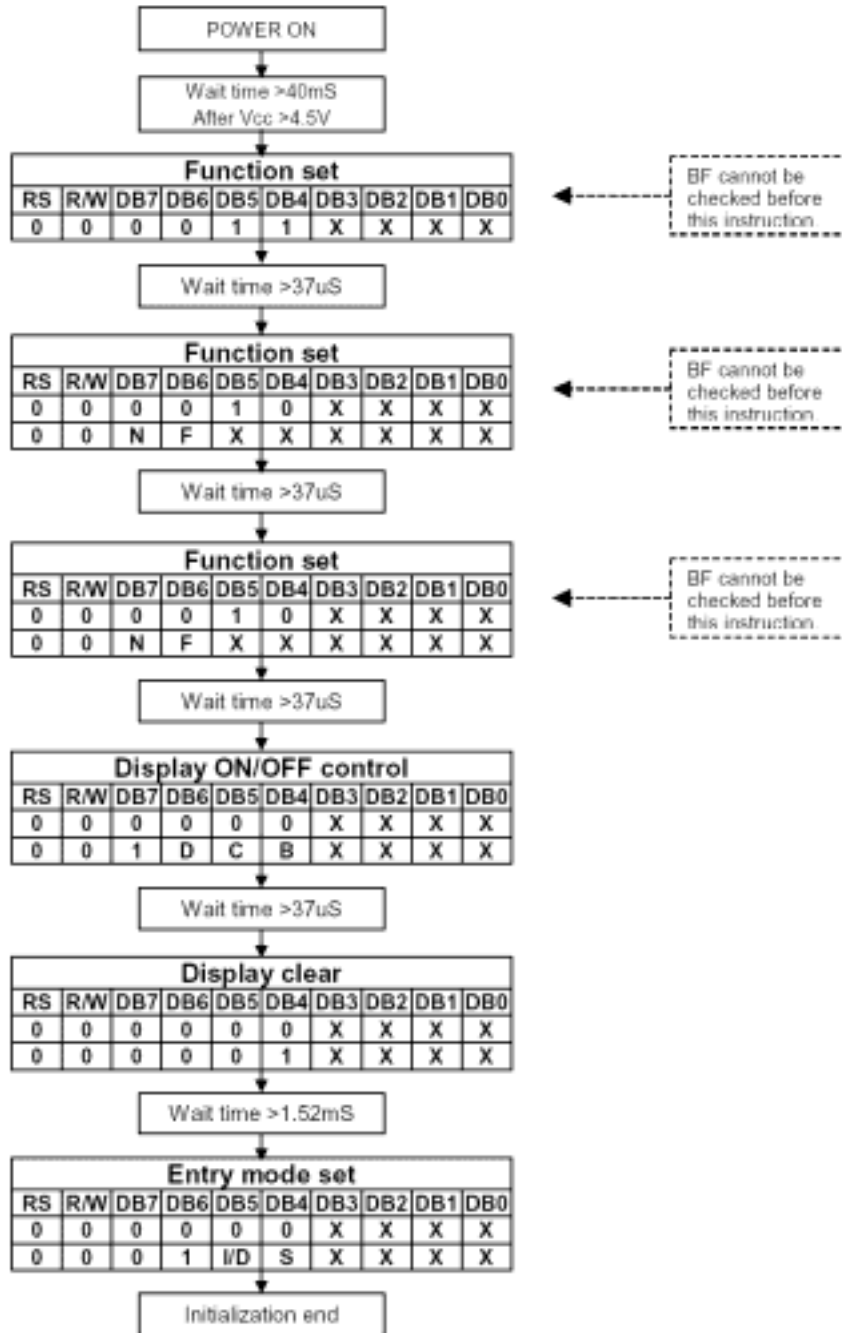 POWER ON
Wait time >40mS
After Vcc >4.5V
Function set
RS R/W DB7 DB6 DB5 DB4 DB3 DB2 DB1 DB0
0 0 0 0 1 1 X X X X
BF cannot be
checked before
this instruction.
Wait time >37uS
Function set
RS R/W DB7 DB6 DB5 DB4 DB3 DB2 DB1 DB0
0 0 0 0 1 0 X X X X
0 0 N F X X X X X X
BF cannot be
checked before
this instruction.
Wait time >37uS
Function set
RS R/W DB7 DB6 DB5 DB4 DB3 DB2 DB1 DB0
0 0 0 0 1 0 X X X X
0 0 N F X X X X X X
BF cannot be
checked before
this instruction.
Wait time >37uS
Display ON/OFF control
RS R/W DB7 DB6 DB5 DB4 DB3 DB2 DB1 DB0
0 0 0 0 0 0 X X X X
0 0 1 D C B X X X X
Wait time >37uS
Display clear
RS R/W DB7 DB6 DB5 DB4 DB3 DB2 DB1 DB0
0 0 0 0 0 0 X X X X
0 0 0 0 0 1 X X X X
Wait time >1.52mS
Entry mode set
RS R/W DB7 DB6 DB5 DB4 DB3 DB2 DB1 DB0
0 0 0 0 0 0 X X X X
0 0 0 1 I/D S X X X X
Initialization end